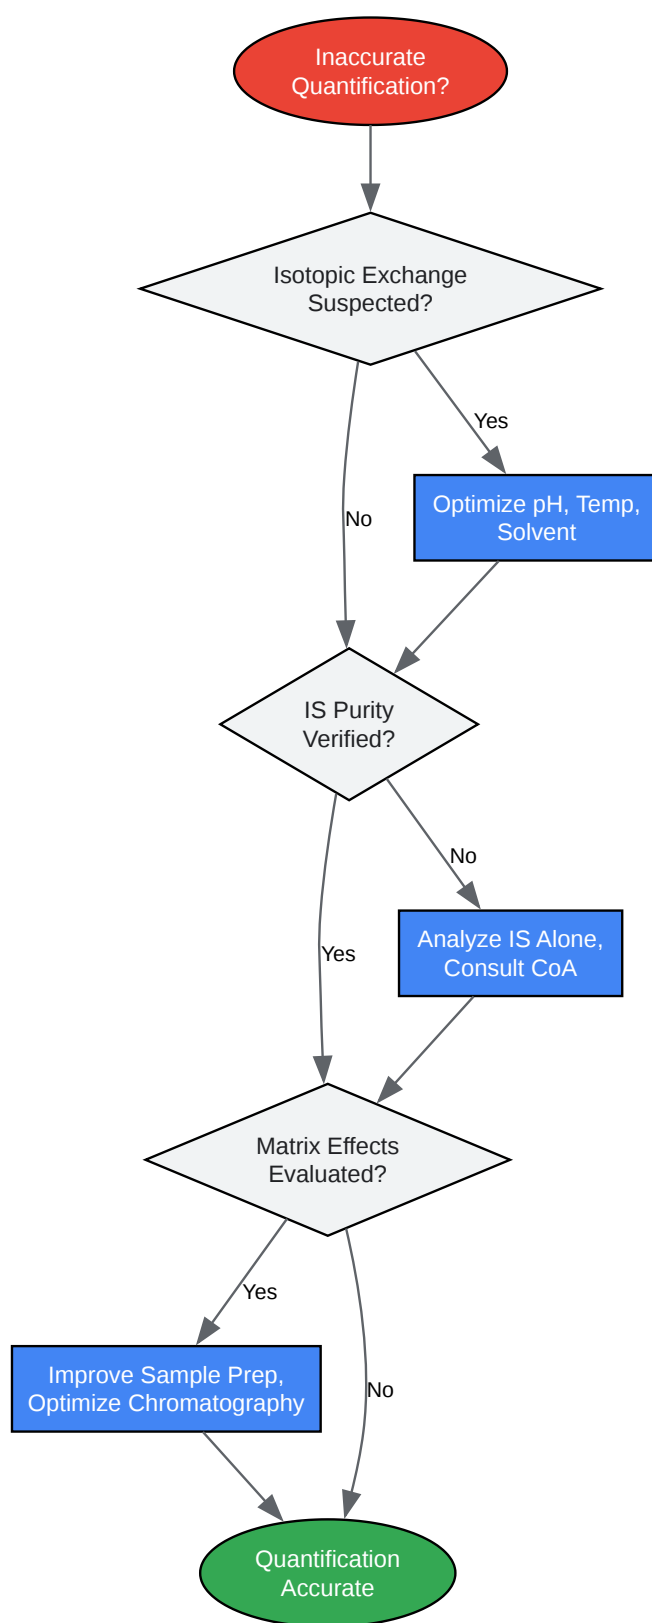 Inaccurate
Quantification?
Isotopic Exchange
Suspected?
Yes
Optimize pH, Temp,
Solvent
No
IS Purity
Verified?
No
Analyze IS Alone,
Consult CoA
Yes
Matrix Effects
Evaluated?
Yes
Improve Sample Prep,
Optimize Chromatography
No
Quantification
Accurate